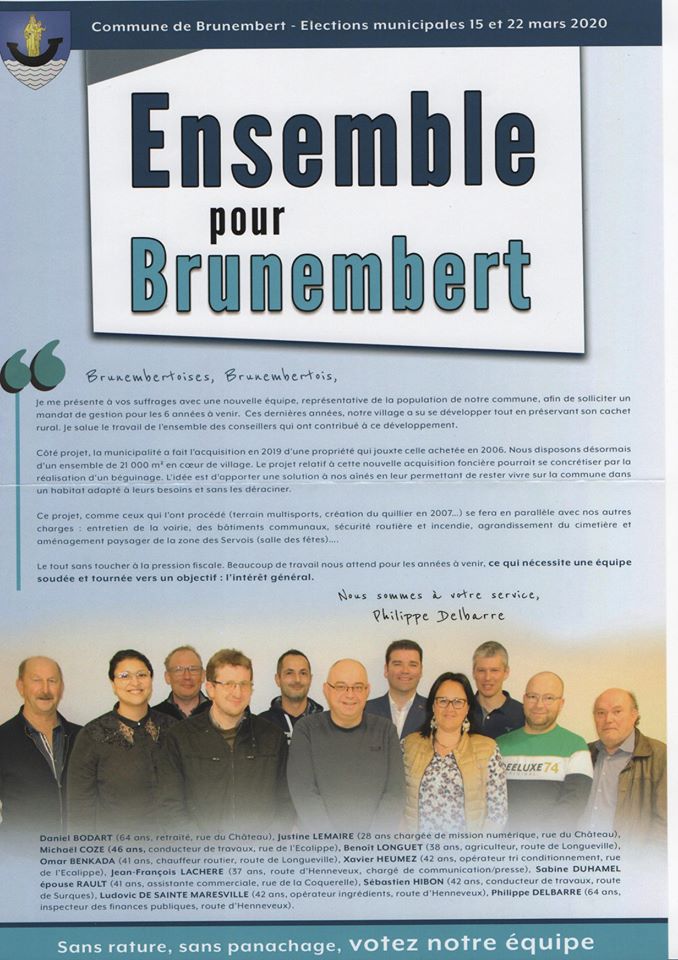 Commune de Brunembert - Elections municipales 15 et 22 mars 2020
Ensemble
pour
Brunembert
Brunembertoises, Brunembertois,
Je me présente à vos suffrages avec une nouvelle équipe, représentative de la population de notre commune, afin de solliciter un
mandat de gestion pour les 6 années à venir. Ces dernières années, notre village a su se développer tout en préservant son cachet
rural. Je salue le travail de l'ensemble des conseillers qui ont contribué à ce développement.
Côté projet, la municipalité a fait l'acquisition en 2019 d'une propriété qui jouxte celle achetée en 2006. Nous disposons désormais
d'un ensemble de 21 000 m² en cœur de village. Le projet relatif à cette nouvelle acquisition foncière pourrait se concrétiser par la
réalisation d'un béguinage. L'idée est d'apporter une solution à nos aînés en leur permettant de rester vivre sur la commune dans
un habitat adapté à leurs besoins et sans les déraciner.
Ce projet, comme ceux qui l'ont procédé (terrain multisports, création du quillier en 2007...) se fera en parallèle avec nos autres
charges : entretien de la voirie, des bâtiments communaux, sécurité routière et incendie, agrandissement du cimetière et
aménagement paysager de la zone des Servois (salle des fêtes)....
Le tout sans toucher à la pression fiscale. Beaucoup de travail nous attend pour les années à venir, ce qui nécessite une équipe
soudée et tournée vers un objectif : l'intérêt général.
Nous sommes à votre service,
Philippe Delbarre
DEELUXE 74
Daniel BODART (64 ans, retraité, rue du Château), Justine LEMAIRE (28 ans chargée de mission numérique, rue du Château),
Michaël COZE (46 ans, conducteur de travaux, rue de l'Ecalippe), Benoît LONGUET (38 ans, agriculteur, route de Longueville),
Omar BENKADA (41 ans, chauffeur routier, route de Longueville), Xavier HEUMEZ (42 ans, opérateur tri conditionnement, rue
de l'Ecalippe), Jean-François LACHERE (37 ans, route d'Henneveux, chargé de communication/presse), Sabine DUHAMEL
épouse RAULT (41 ans, assistante commerciale, rue de la Coquerelle), Sébastien HIBON (42 ans, conducteur de travaux, route
de Surques), Ludovic DE SAINTE MARESVILLE (42 ans, opérateur ingrédients, route d'Henneveux), Philippe DELBARRE (64 ans,
inspecteur des finances publiques, route d'Henneveux).
Sans rature, sans panachage, votez notre équipe